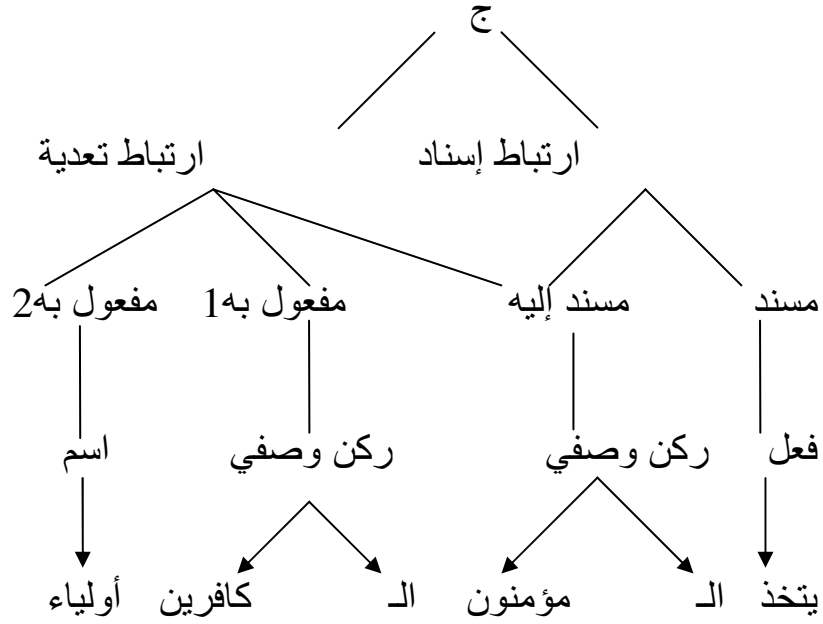 ج
ارتباط إسناد ارتباط تعدية
مسند مسند إليه مفعول به1 مفعول به2
فعل ركن وصفي ركن وصفي اسم
يتخذ الـ مؤمنون الـ كافرين أولياء